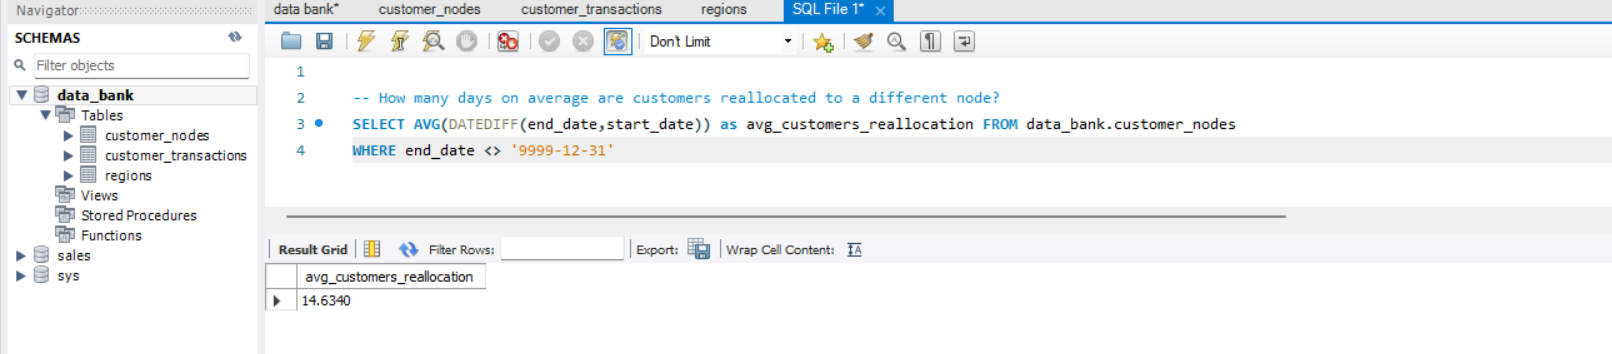 Navigator
data bank* customer_nodes customer_transactions regions SQL File 1* ×
SCHEMAS
Don't Limit
Filter objects
data_bank
Tables
customer_nodes
customer_transactions
regions
Views
Stored Procedures
Functions
sales
sys
1
2 -- How many days on average are customers reallocated to a different node?
3 SELECT AVG(DATEDIFF(end_date,start_date)) as avg_customers_reallocation FROM data_bank.customer_nodes
4 WHERE end_date <> '9999-12-31'
Result Grid Filter Rows: Export: Wrap Cell Content:
avg_customers_reallocation
14.6340